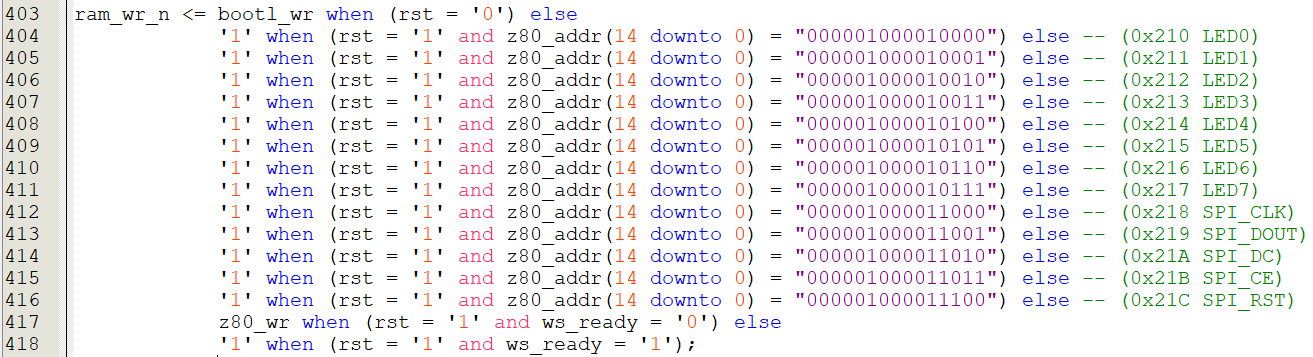 403 ram_wr_n <= bootl_wr when (rst = '0') else
404 '1' when (rst = '1' and z80_addr(14 downto 0) = "000001000010000") else -- (0x210 LED0)
405 '1' when (rst = '1' and z80_addr(14 downto 0) = "000001000010001") else -- (0x211 LED1)
406 '1' when (rst = '1' and z80_addr(14 downto 0) = "000001000010010") else -- (0x212 LED2)
407 '1' when (rst = '1' and z80_addr(14 downto 0) = "000001000010011") else -- (0x213 LED3)
408 '1' when (rst = '1' and z80_addr(14 downto 0) = "000001000010100") else -- (0x214 LED4)
409 '1' when (rst = '1' and z80_addr(14 downto 0) = "000001000010101") else -- (0x215 LED5)
410 '1' when (rst = '1' and z80_addr(14 downto 0) = "000001000010110") else -- (0x216 LED6)
411 '1' when (rst = '1' and z80_addr(14 downto 0) = "000001000010111") else -- (0x217 LED7)
412 '1' when (rst = '1' and z80_addr(14 downto 0) = "000001000011000") else -- (0x218 SPI_CLK)
413 '1' when (rst = '1' and z80_addr(14 downto 0) = "000001000011001") else -- (0x219 SPI_DOUT)
414 '1' when (rst = '1' and z80_addr(14 downto 0) = "000001000011010") else -- (0x21A SPI_DC)
415 '1' when (rst = '1' and z80_addr(14 downto 0) = "000001000011011") else -- (0x21B SPI_CE)
416 '1' when (rst = '1' and z80_addr(14 downto 0) = "000001000011100") else -- (0x21C SPI_RST)
417 z80_wr when (rst = '1' and ws_ready = '0') else
418 '1' when (rst = '1' and ws_ready = '1');